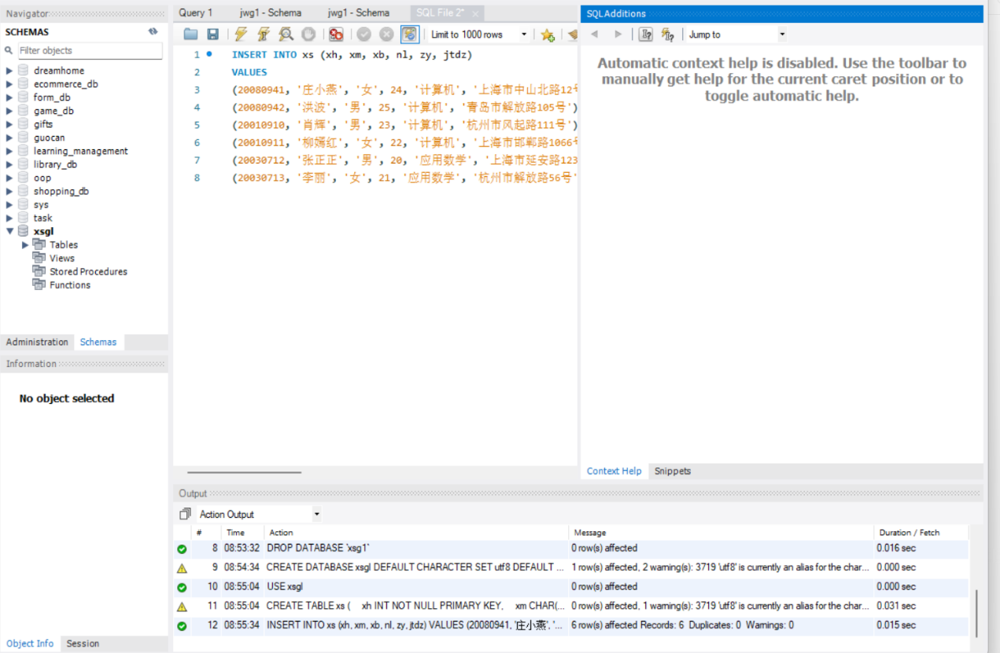 Navigator
Query 1
jwg1 - Schema
jwg1 - Schema
SQL File 2*
SQLAdditions
SCHEMAS
Limit to 1000 rows
Jump to
Filter objects
dreamhome
ecommerce_db
form_db
game_db
gifts
guocan
learning_management
library_db
oop
shopping_db
sys
task
xsgl
Tables
Views
Stored Procedures
Functions
Administration
Schemas
Information
No object selected
Object Info
Session
1 INSERT INTO xs (xh, xm, xb, nl, zy, jtdz)
2 VALUES
3 (20080941, '庄小燕', '女', 24, '计算机', '上海市中山北路12号
4 (20080942, '洪波', '男', 25, '计算机', '青岛市解放路105号')
5 (20010910, '肖辉', '男', 23, '计算机', '杭州市风起路111号')
6 (20010911, '柳嫣红', '女', 22, '计算机', '上海市邯郸路1066号
7 (20030712, '张正正', '男', 20, '应用数学', '上海市延安路123
8 (20030713, '李丽', '女', 21, '应用数学', '杭州市解放路56号'
Automatic context help is disabled. Use the toolbar to
manually get help for the current caret position or to
toggle automatic help.
Context Help
Snippets
Output
Action Output
# Time Action Message Duration / Fetch
8 08:53:32 DROP DATABASE `xsg1` 0 row(s) affected 0.016 sec
9 08:54:34 CREATE DATABASE xsgl DEFAULT CHARACTER SET utf8 DEFAULT ... 1 row(s) affected, 2 warning(s): 3719 'utf8' is currently an alias for the char... 0.000 sec
10 08:55:04 USE xsgl 0 row(s) affected 0.000 sec
11 08:55:04 CREATE TABLE xs ( xh INT NOT NULL PRIMARY KEY, xm CHAR(... 0 row(s) affected, 1 warning(s): 3719 'utf8' is currently an alias for the char... 0.031 sec
12 08:55:34 INSERT INTO xs (xh, xm, xb, nl, zy, jtdz) VALUES (20080941, '庄小燕', '... 6 row(s) affected Records: 6 Duplicates: 0 Warnings: 0 0.015 sec